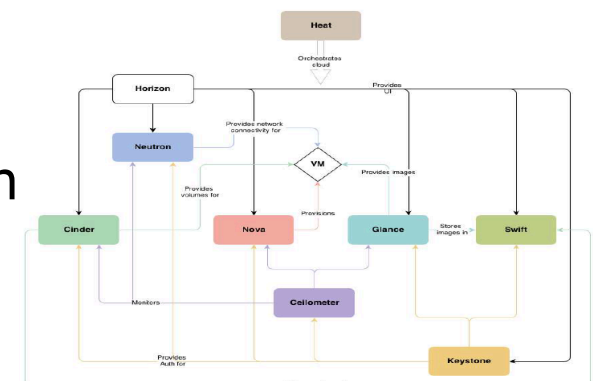 Heat
Orchestrates
cloud
Provides
UI
Horizon
Provides network
connectivity for
Neutron
VM
n
Provides images
Provides
volumes for
Provisions
Cinder
Nova
Glance
Stores
images in
Swift
Ceilometer
Monitors
Provides
Auth for
Keystone